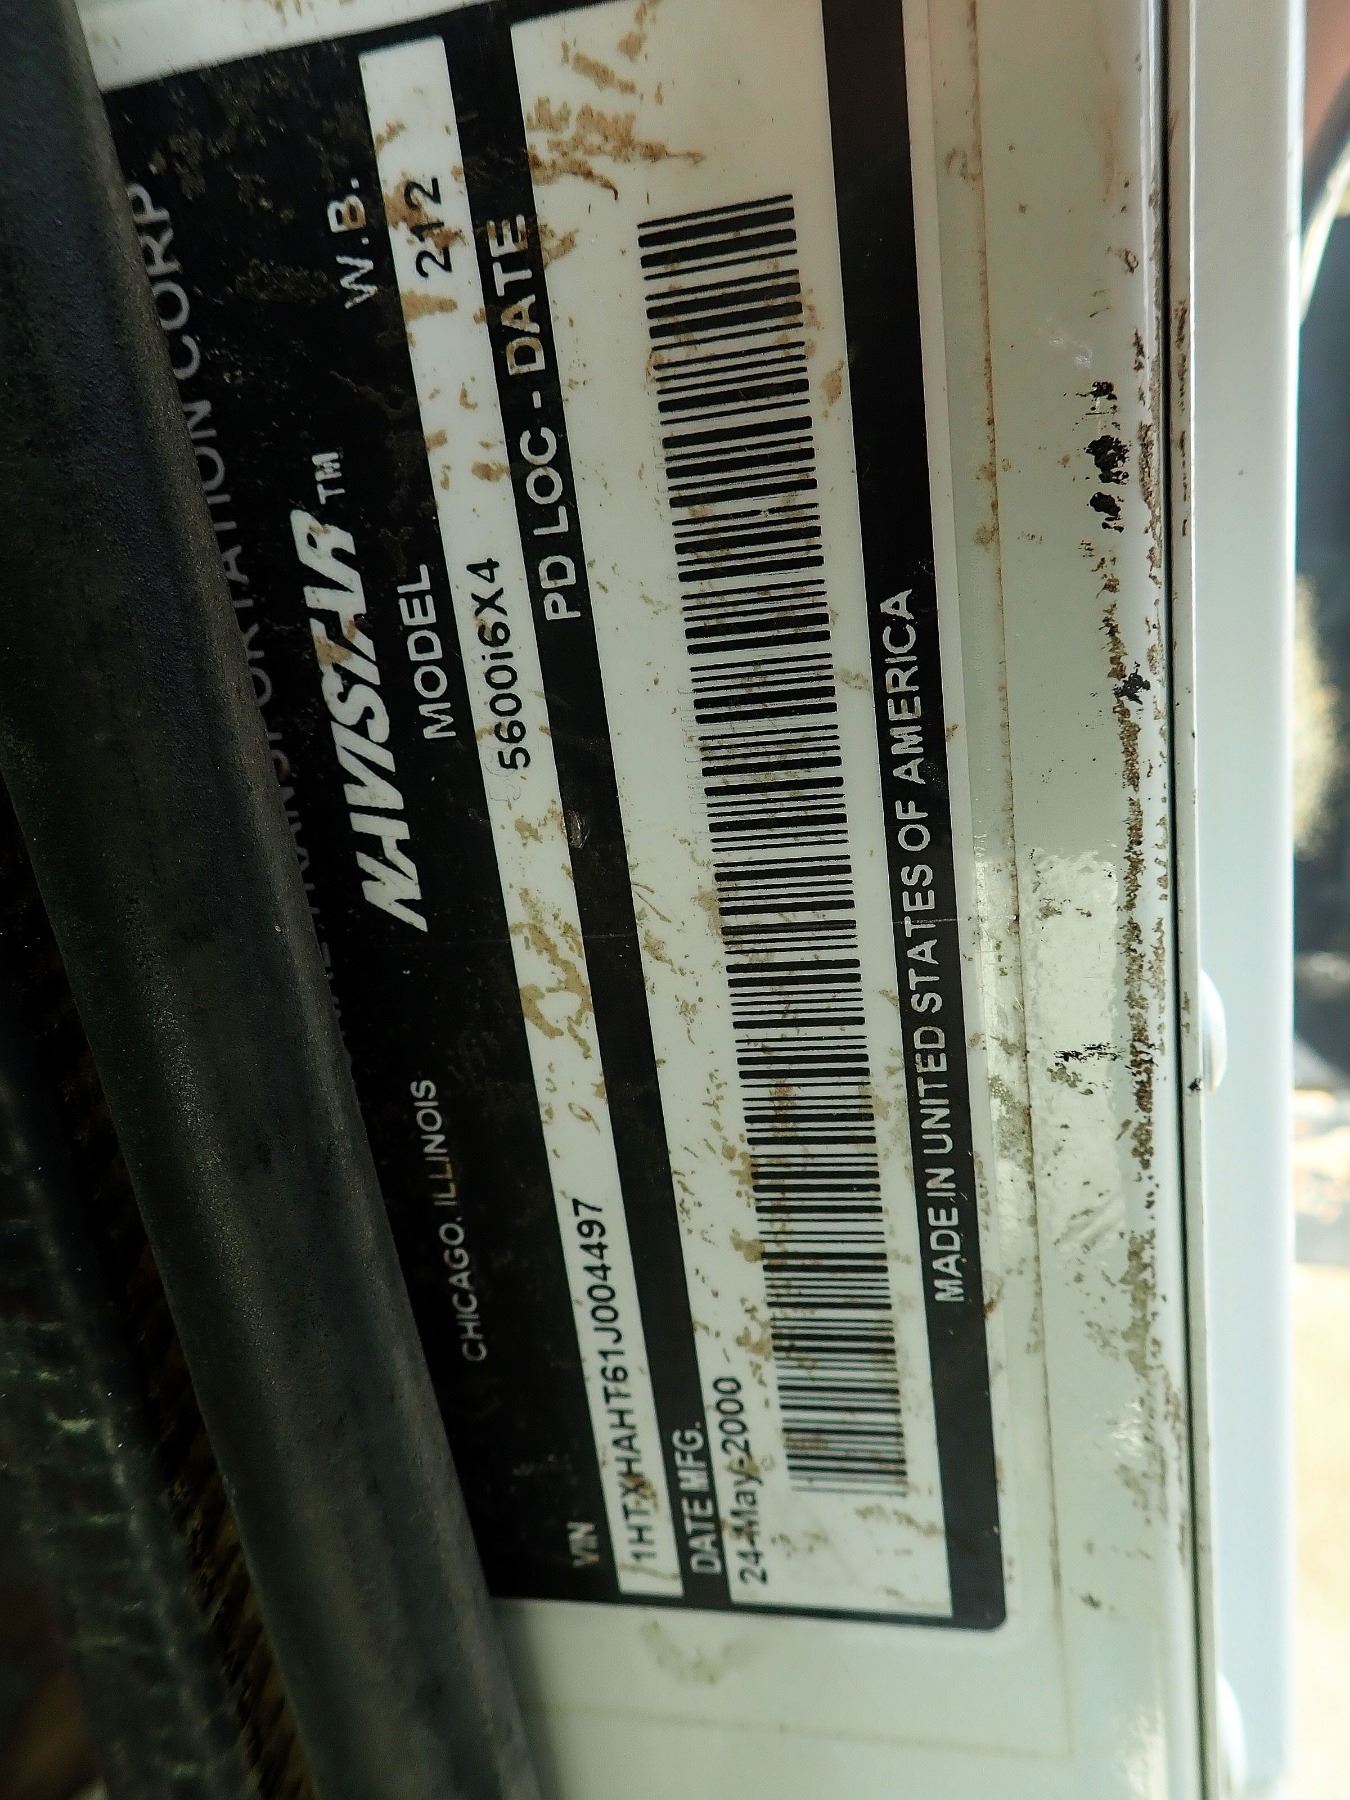 TRANSPORTATION CORP.
CHICAGO, ILLINOIS NAVISTAR™
VIN MODEL W.B.
1HTXHAHT61J004497 5600i6X4 212
DATE MFG. PD LOC - DATE
24-May-2000
MADE IN UNITED STATES OF AMERICA